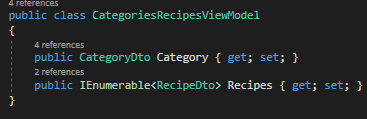 4 references
public class CategoriesRecipesViewModel
{
4 references
public CategoryDto Category { get; set; }
2 references
public IEnumerable<RecipeDto> Recipes { get; set; }
}